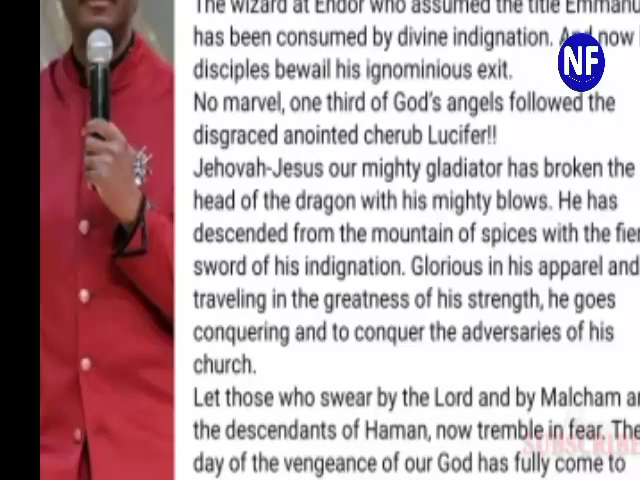 The wizard at Endor who assumed the title
has been consumed by divine indignation. And now
disciples bewail his ignominious exit.
No marvel, one third of God's angels followed the
disgraced anointed cherub Lucifer!!
Jehovah-Jesus our mighty gladiator has broken the
head of the dragon with his mighty blows. He has
descended from the mountain of spices with the
sword of his indignation. Glorious in his apparel and
traveling in the greatness of his strength, he goes
conquering and to conquer the adversaries of his
church.
Let those who swear by the Lord and by Malcham
the descendants of Haman, now tremble in fear. The
day of the vengeance of our God has fully come to
NF
SUBSCRIBE